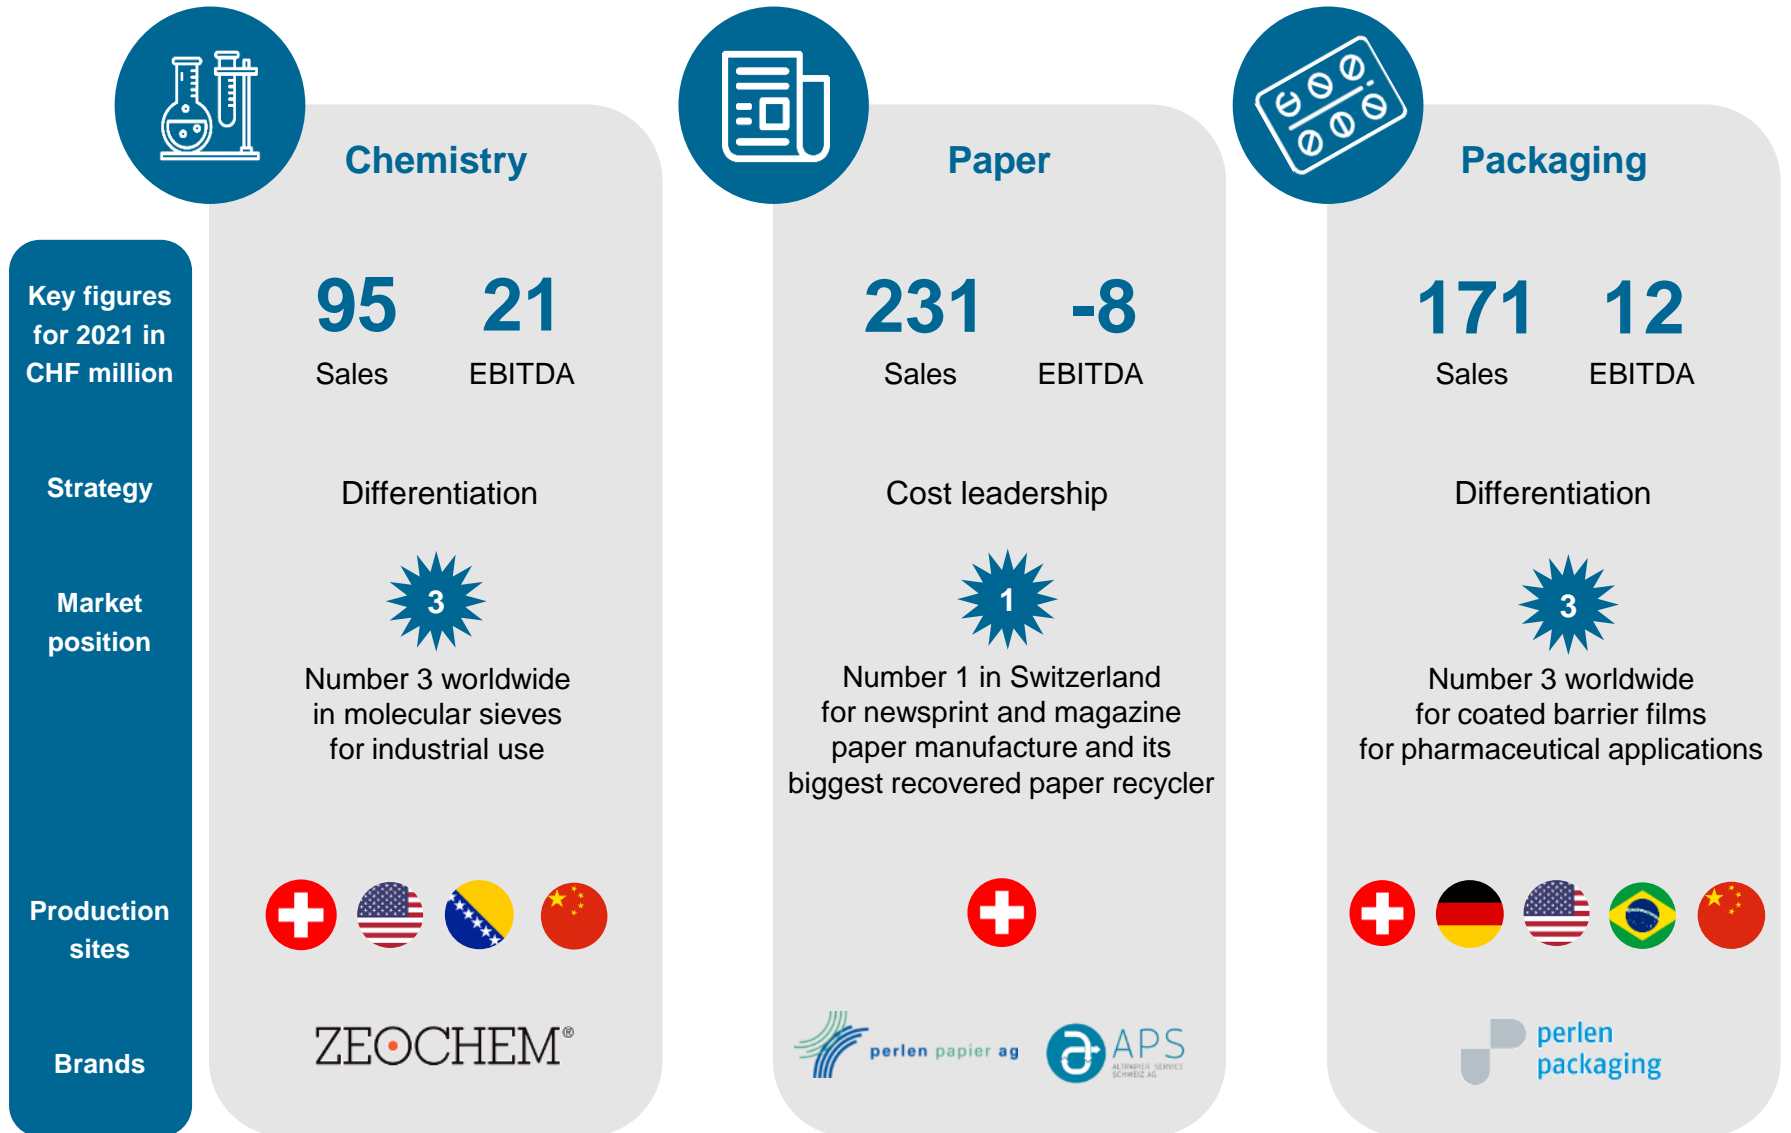 Chemistry
Paper
Packaging
Key figures
for 2021 in
CHF million
95 21
Sales EBITDA
231 -8
Sales EBITDA
171 12
Sales EBITDA
Strategy
Differentiation
Cost leadership
Differentiation
Market
position
3
Number 3 worldwide
in molecular sieves
for industrial use
1
Number 1 in Switzerland
for newsprint and magazine
paper manufacture and its
biggest recovered paper recycler
3
Number 3 worldwide
for coated barrier films
for pharmaceutical applications
Production
sites
Brands
ZEOCHEM®
perlen papier ag
APS
ALTPAPIER SERVICE
SCHWEIZ AG
perlen
packaging